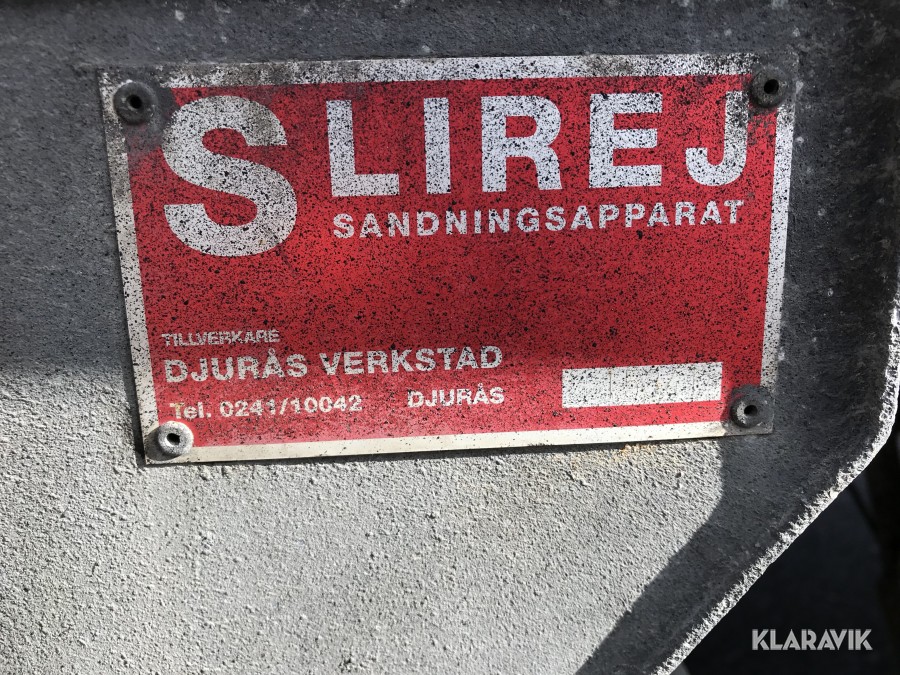 SLIREJ
SANDNINGSAPPARAT
TILLVERKARE
DJURÅS VERKSTAD
Tel. 0241/10042 DJURÅS
KLARAVIK